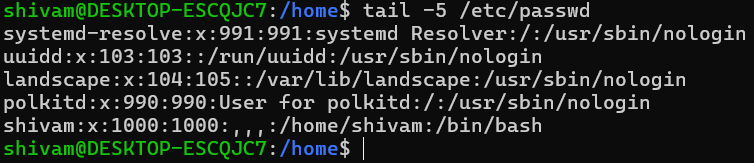 shivam@DESKTOP-ESCQJC7:/home$ tail -5 /etc/passwd
systemd-resolve:x:991:991:systemd Resolver:/:/usr/sbin/nologin
uuidd:x:103:103::/run/uuidd:/usr/sbin/nologin
landscape:x:104:105::/var/lib/landscape:/usr/sbin/nologin
polkitd:x:990:990:User for polkitd:/:/usr/sbin/nologin
shivam:x:1000:1000:,,,:/home/shivam:/bin/bash
shivam@DESKTOP-ESCQJC7:/home$